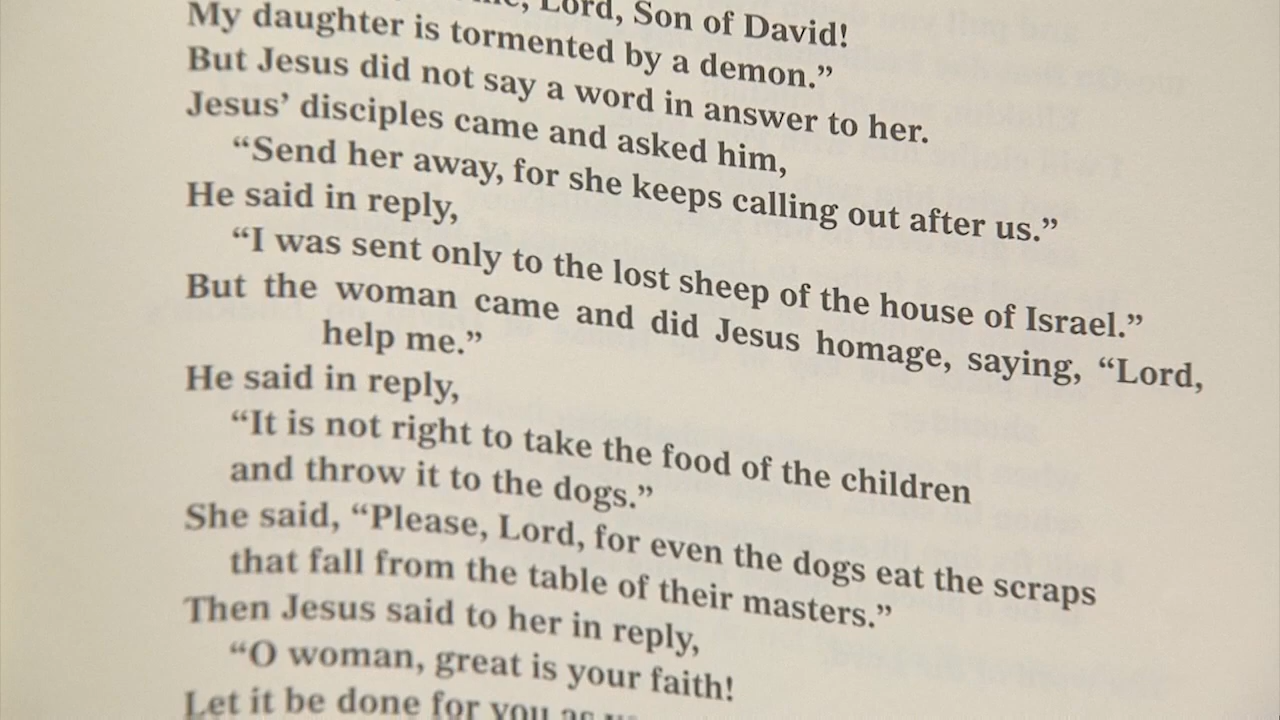 Lord, Son of David!
My daughter is tormented by a demon.”
But Jesus did not say a word in answer to her.
Jesus’ disciples came and asked him,
“Send her away, for she keeps calling out after us.”
He said in reply,
“I was sent only to the lost sheep of the house of Israel.”
But the woman came and did Jesus homage, saying, “Lord,
help me.”
He said in reply,
“It is not right to take the food of the children
and throw it to the dogs.”
She said, “Please, Lord, for even the dogs eat the scraps
that fall from the table of their masters.”
Then Jesus said to her in reply,
“O woman, great is your faith!
Let it be done for you as